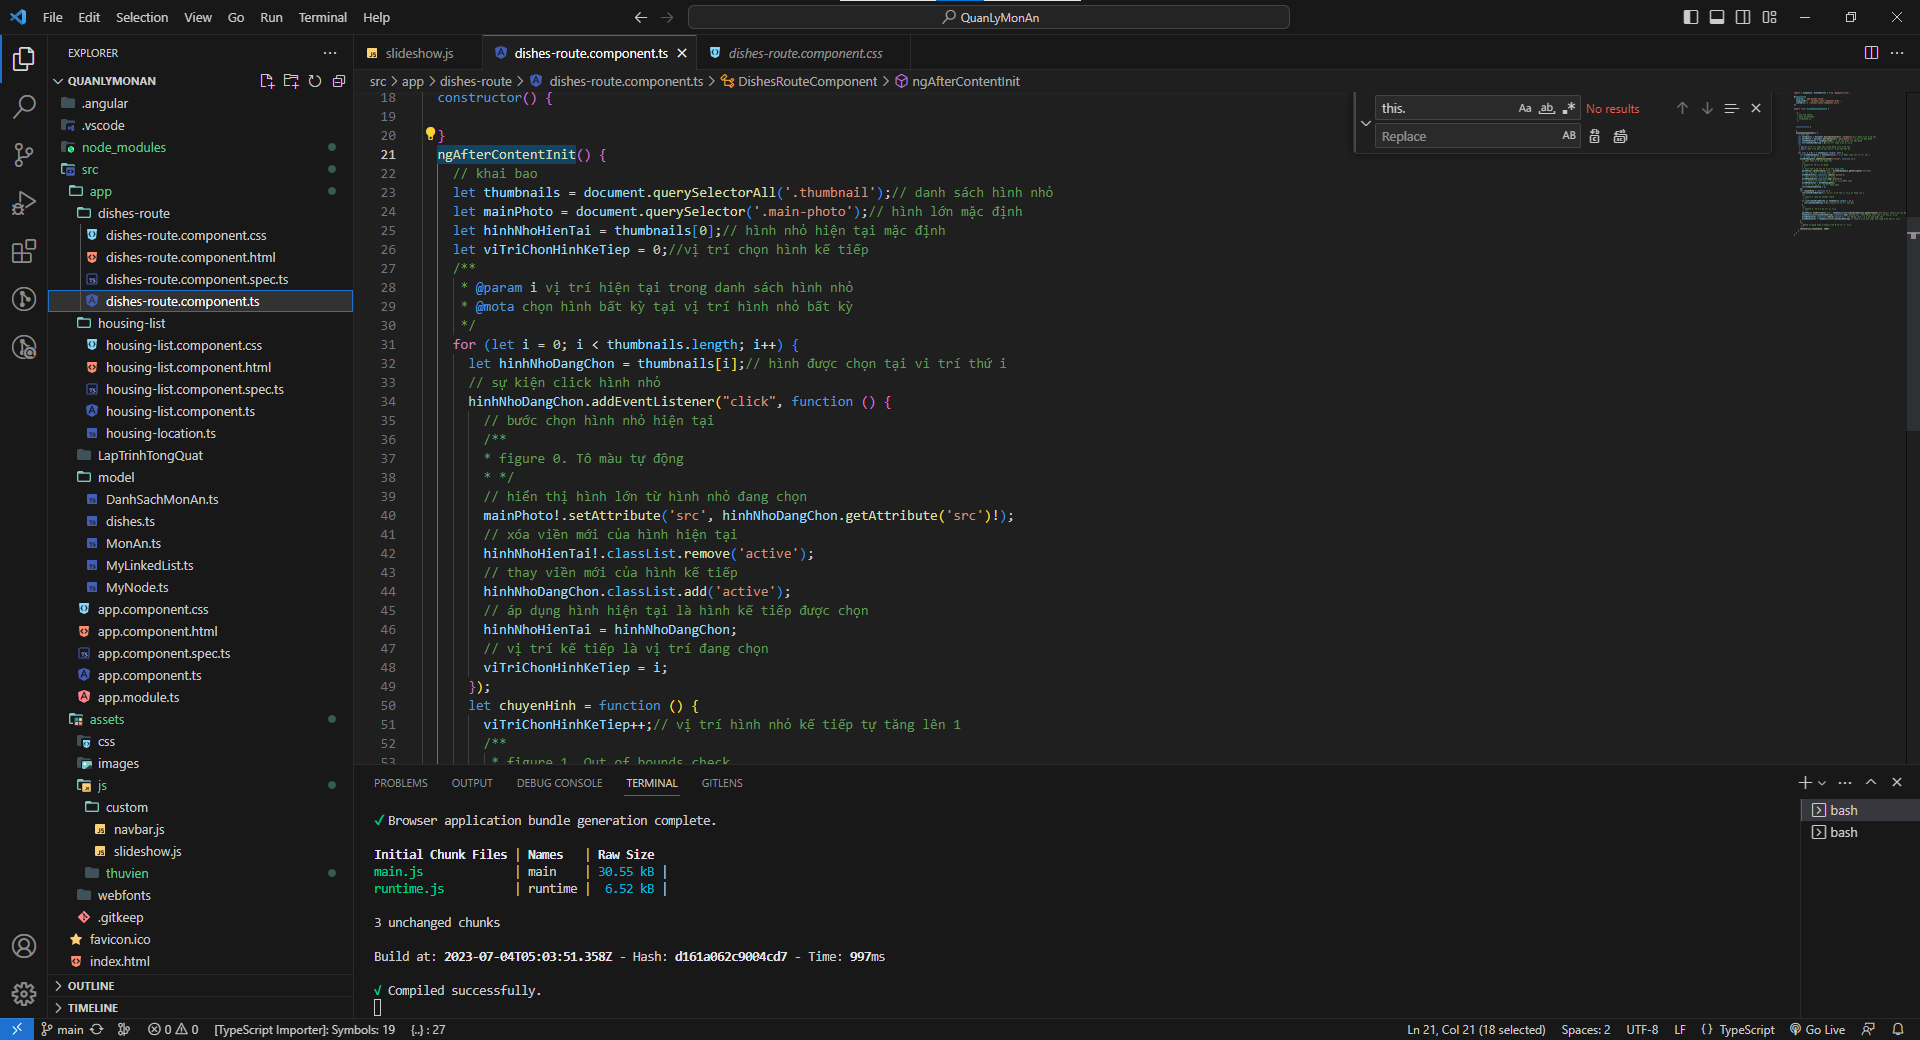 File Edit Selection View Go Run Terminal Help
QuanLyMonAn
EXPLORER
QUANLYMONAN
.angular
.vscode
node_modules
src
app
dishes-route
dishes-route.component.css
dishes-route.component.html
dishes-route.component.spec.ts
dishes-route.component.ts
housing-list
housing-list.component.css
housing-list.component.html
housing-list.component.spec.ts
housing-list.component.ts
housing-location.ts
LapTrinhTongQuat
model
DanhSachMonAn.ts
dishes.ts
MonAn.ts
MyLinkedList.ts
MyNode.ts
app.component.css
app.component.html
app.component.spec.ts
app.component.ts
app.module.ts
assets
css
images
js
custom
navbar.js
slideshow.js
thuvien
webfonts
.gitkeep
favicon.ico
index.html
OUTLINE
TIMELINE
slideshow.js
dishes-route.component.ts
dishes-route.component.css
src > app > dishes-route > dishes-route.component.ts > DishesRouteComponent > ngAfterContentInit
this.
Aa ab .*
No results
Replace
AB
18 constructor() {
19
20 }
21 ngAfterContentInit() {
22 // khai bao
23 let thumbnails = document.querySelectorAll('.thumbnail');// danh sách hình nhỏ
24 let mainPhoto = document.querySelector('.main-photo');// hình lớn mặc định
25 let hinhNhoHienTai = thumbnails[0];// hình nhỏ hiện tại mặc định
26 let viTriChonHinhKeTiep = 0;//vị trí chọn hình kế tiếp
27 /**
28 * @param i vị trí hiện tại trong danh sách hình nhỏ
29 * @mota chọn hình bất kỳ tại vị trí hình nhỏ bất kỳ
30 */
31 for (let i = 0; i < thumbnails.length; i++) {
32 let hinhNhoDangChon = thumbnails[i];// hình được chọn tại vi trí thứ i
33 // sự kiện click hình nhỏ
34 hinhNhoDangChon.addEventListener("click", function () {
35 // bước chọn hình nhỏ hiện tại
36 /**
37 * figure 0. Tô màu tự động
38 * */
39 // hiển thị hình lớn từ hình nhỏ đang chọn
40 mainPhoto!.setAttribute('src', hinhNhoDangChon.getAttribute('src')!);
41 // xóa viền mới của hình hiện tại
42 hinhNhoHienTai!.classList.remove('active');
43 // thay viền mới của hình kế tiếp
44 hinhNhoDangChon.classList.add('active');
45 // áp dụng hình hiện tại là hình kế tiếp được chọn
46 hinhNhoHienTai = hinhNhoDangChon;
47 // vị trí kế tiếp là vị trí đang chọn
48 viTriChonHinhKeTiep = i;
49 });
50 let chuyenHinh = function () {
51 viTriChonHinhKeTiep++;// vị trí hình nhỏ kế tiếp tự tăng lên 1
52 /**
53 * figure 1. Out of bounds check
PROBLEMS OUTPUT DEBUG CONSOLE TERMINAL GITLENS
✓ Browser application bundle generation complete.
Initial Chunk Files | Names | Raw Size
main.js | main | 30.55 kB |
runtime.js | runtime | 6.52 kB |
3 unchanged chunks
Build at: 2023-07-04T05:03:51.358Z - Hash: d161a062c9004cd7 - Time: 997ms
√ Compiled successfully.
bash
bash
main 0 0 [TypeScript Importer]: Symbols: 19 {..} : 27
Ln 21, Col 21 (18 selected) Spaces: 2 UTF-8 LF {} TypeScript Go Live